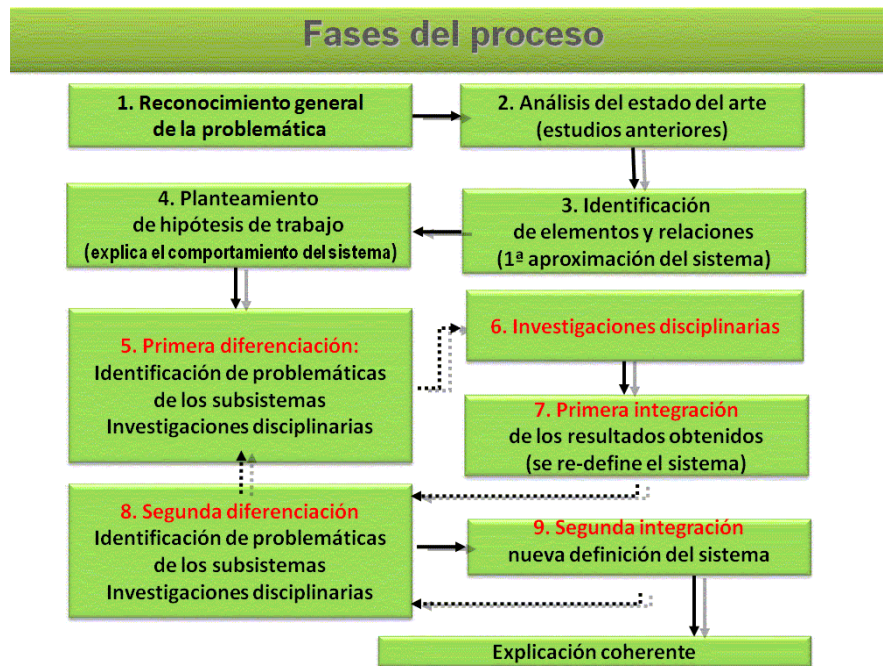 Fases del proceso
1. Reconocimiento general
de la problemática
2. Análisis del estado del arte
(estudios anteriores)
3. Identificación
de elementos y relaciones
(1ª aproximación del sistema)
4. Planteamiento
de hipótesis de trabajo
(explica el comportamiento del sistema)
5. Primera diferenciación:
Identificación de problemáticas
de los subsistemas
Investigaciones disciplinarias
6. Investigaciones disciplinarias
7. Primera integración
de los resultados obtenidos
(se re-define el sistema)
8. Segunda diferenciación
Identificación de problemáticas
de los subsistemas
Investigaciones disciplinarias
9. Segunda integración
nueva definición del sistema
Explicación coherente